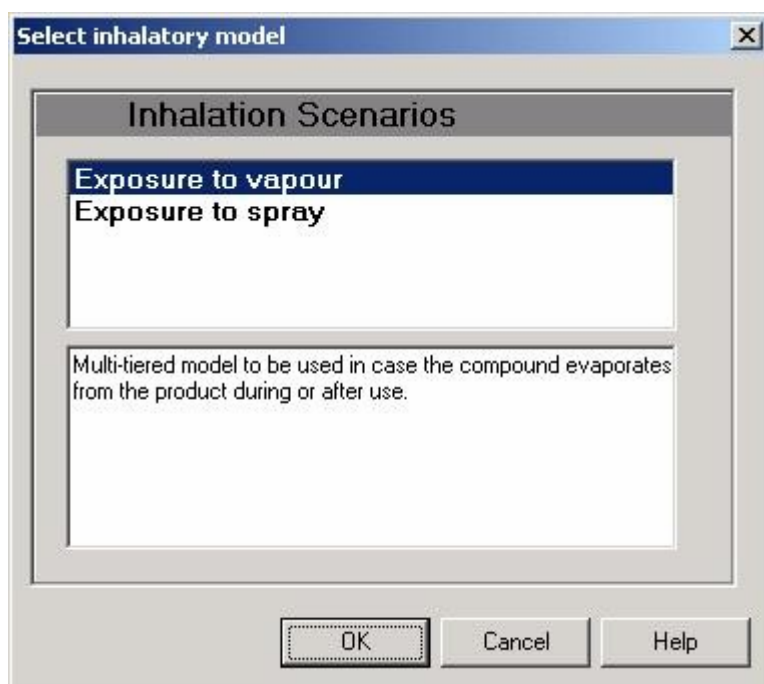 Select inhalatory model
Inhalation Scenarios
Exposure to vapour
Exposure to spray
Multi-tiered model to be used in case the compound evaporates
from the product during or after use.
OK Cancel Help